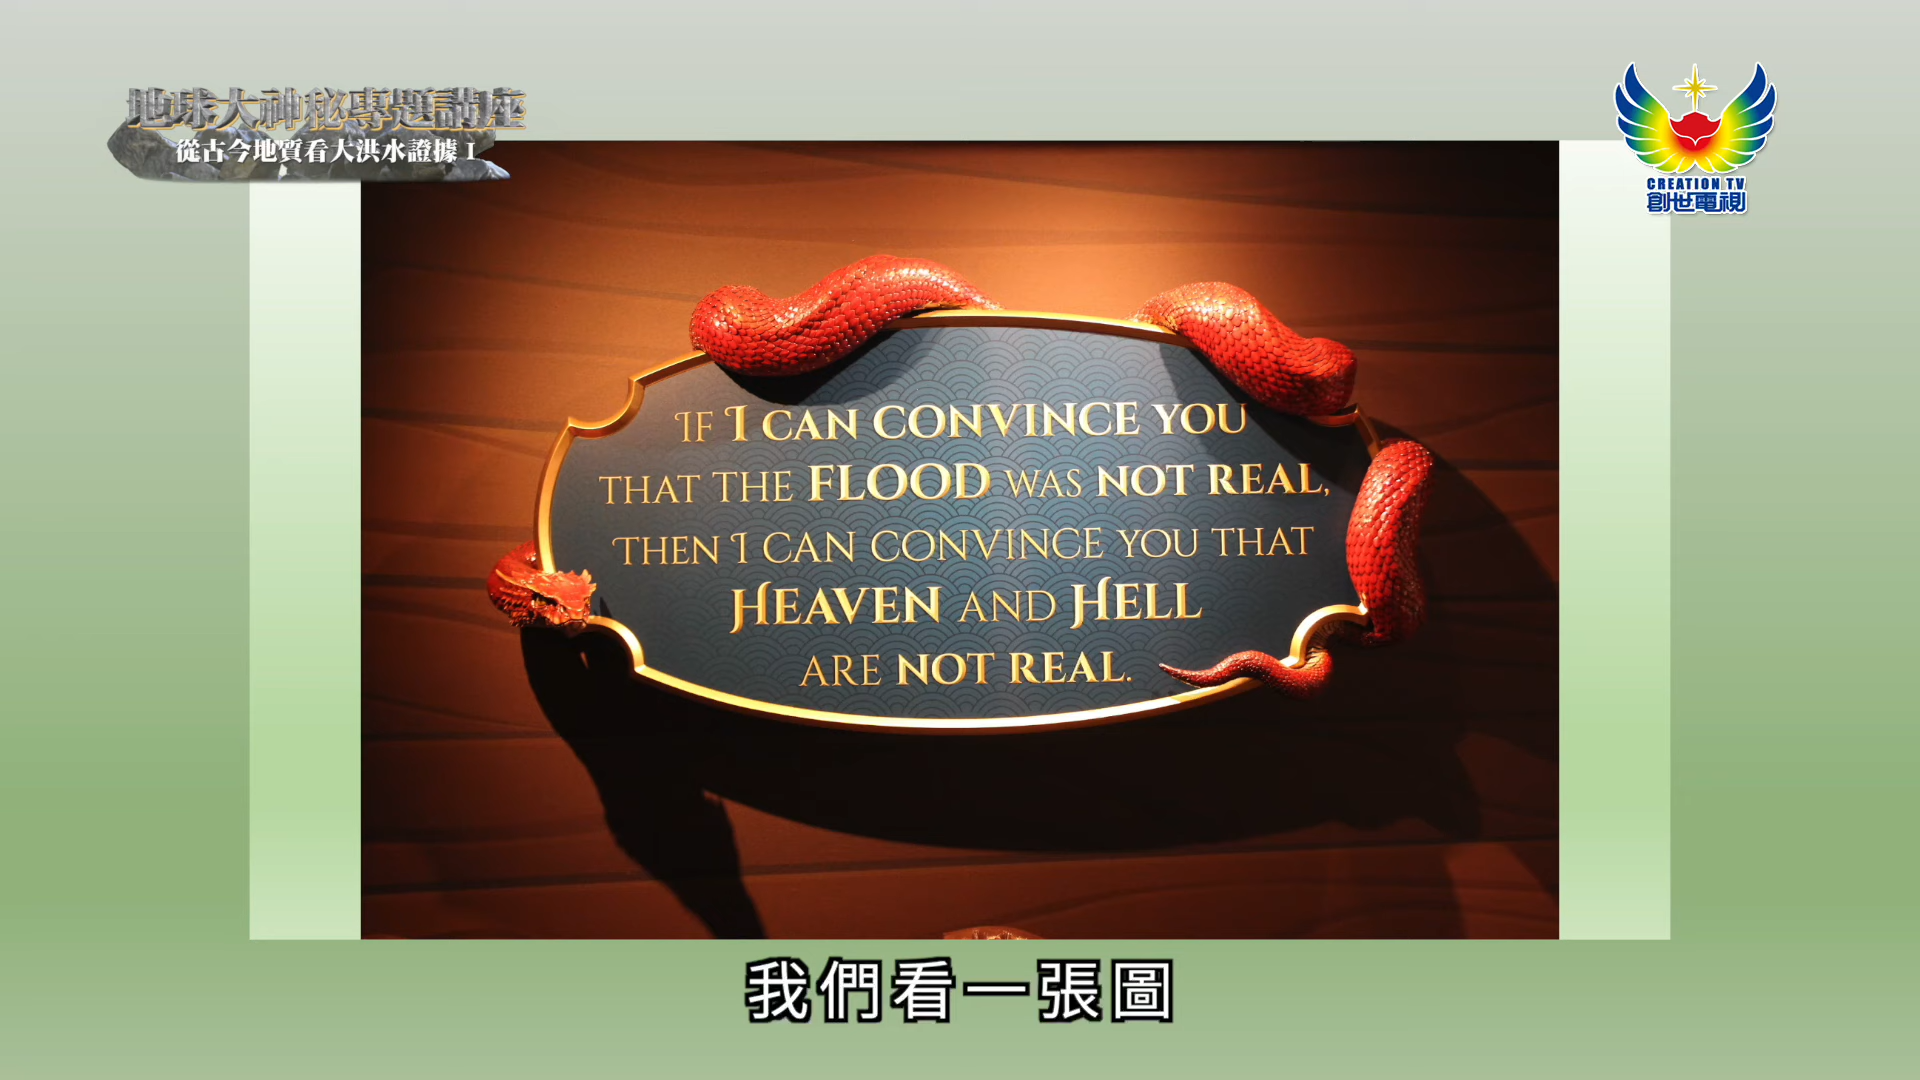 地球大神秘專題講座
從古今地質看大洪水證據 I
CREATION TV
創世電視
IF I CAN CONVINCE YOU
THAT THE FLOOD WAS NOT REAL,
THEN I CAN CONVINCE YOU THAT
HEAVEN AND HELL
ARE NOT REAL.
我們看一張圖